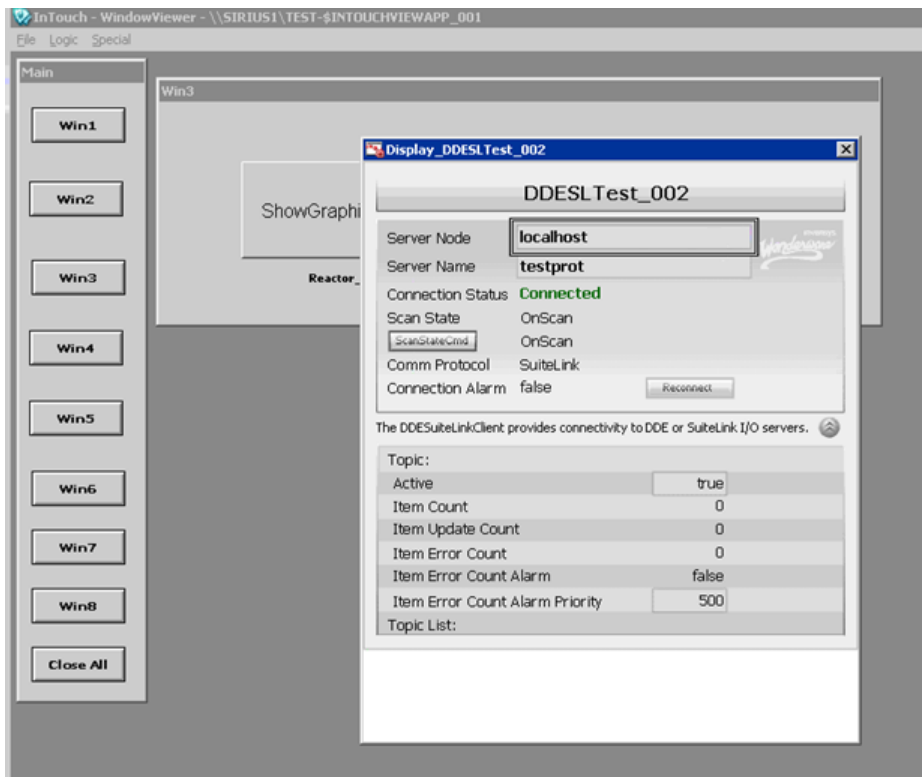 InTouch - WindowViewer - \\SIRIUS1\TEST-$INTOUCHVIEWAPP_001
File Logic Special
Main
Win1
Win2
Win3
Win4
Win5
Win6
Win7
Win8
Close All
Win3
ShowGraphi
Reactor_
Display_DDESLTest_002
DDESLTest_002
Server Node localhost
Wonderware
Server Name testprot
Connection Status Connected
Scan State OnScan
ScanStateCmd OnScan
Comm Protocol SuiteLink
Connection Alarm false Reconnect
The DDESuiteLinkClient provides connectivity to DDE or SuiteLink I/O servers.
Topic:
Active true
Item Count 0
Item Update Count 0
Item Error Count 0
Item Error Count Alarm false
Item Error Count Alarm Priority 500
Topic List: